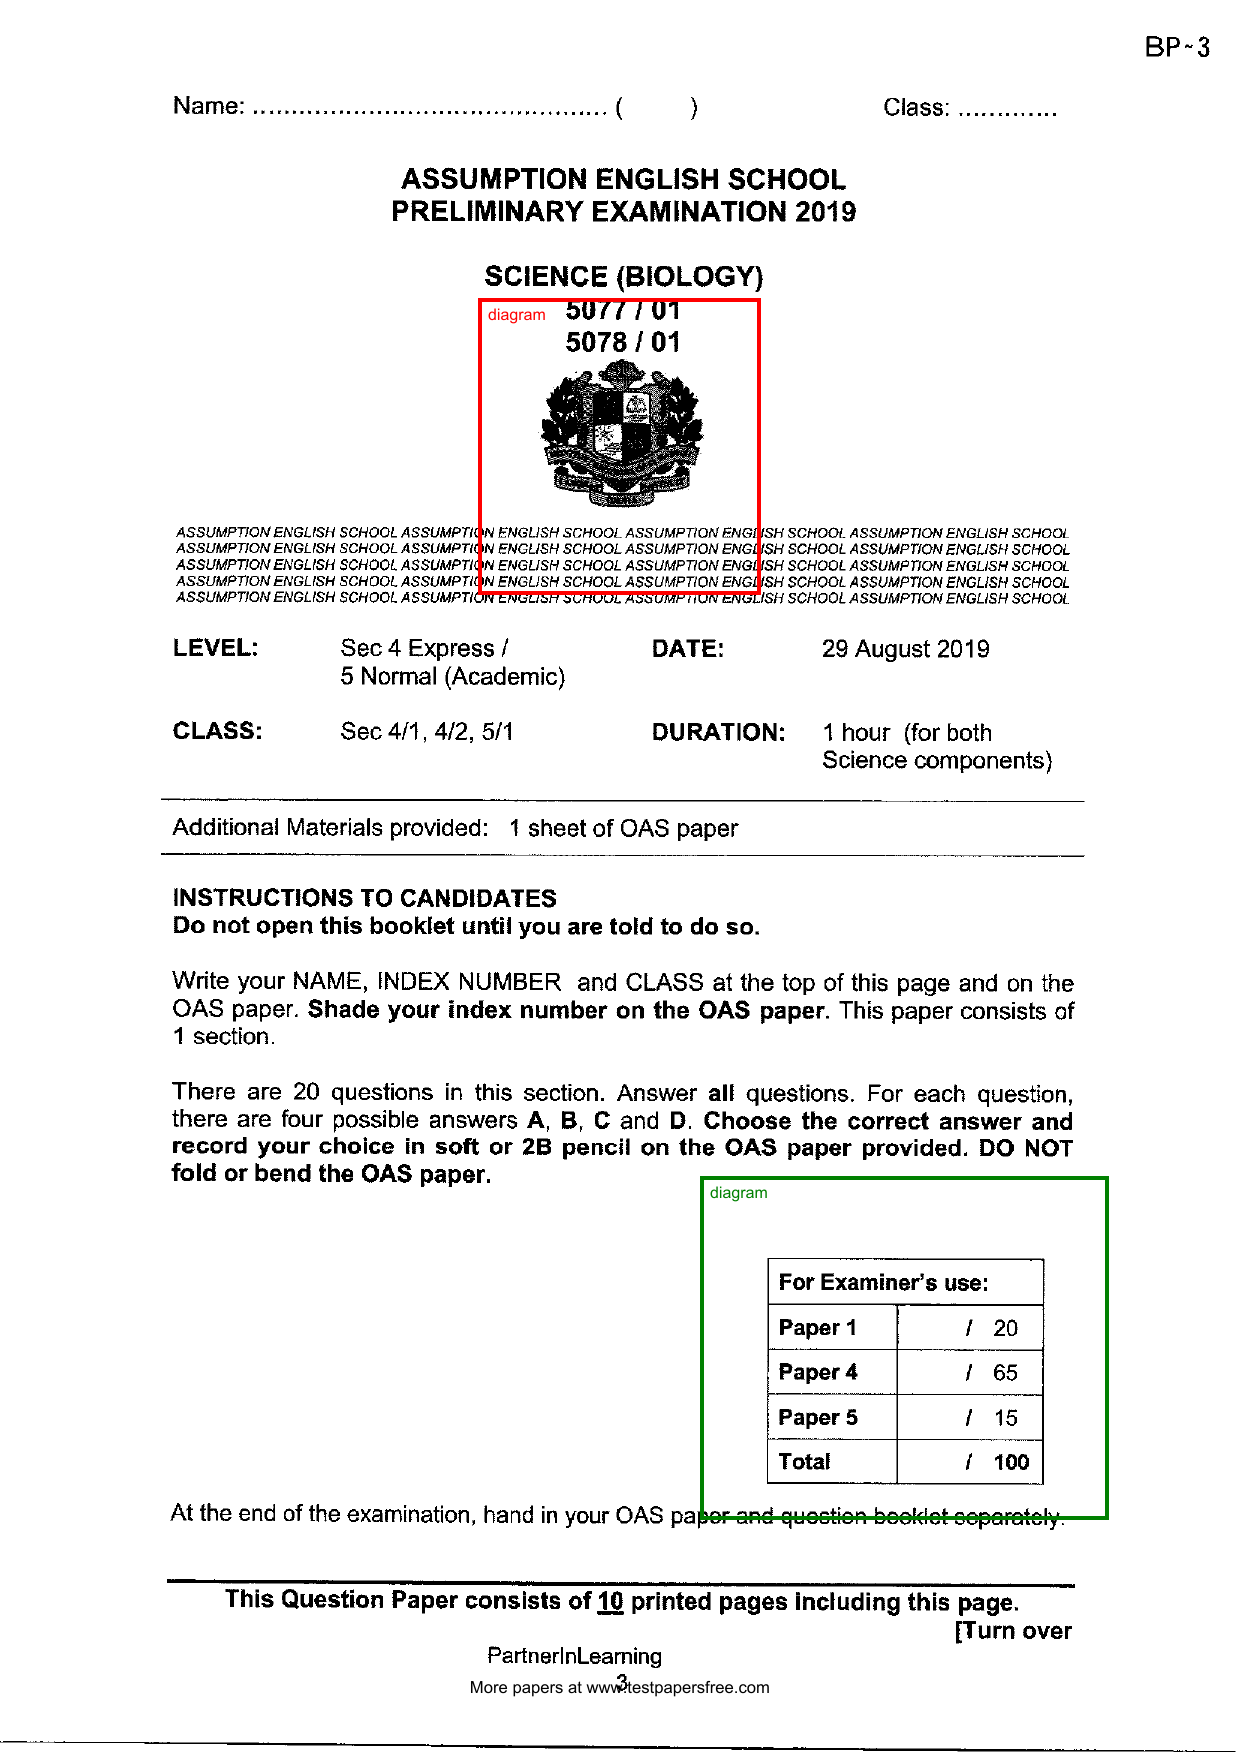 BP-3
Name: .............................................. (      ) Class: .............
ASSUMPTION ENGLISH SCHOOL
PRELIMINARY EXAMINATION 2019
SCIENCE (BIOLOGY)
diagram 5077 / 01
5078 / 01
ASSUMPTION ENGLISH SCHOOL ASSUMPTION ENGLISH SCHOOL ASSUMPTION ENGLISH SCHOOL ASSUMPTION ENGLISH SCHOOL
ASSUMPTION ENGLISH SCHOOL ASSUMPTION ENGLISH SCHOOL ASSUMPTION ENGLISH SCHOOL ASSUMPTION ENGLISH SCHOOL
ASSUMPTION ENGLISH SCHOOL ASSUMPTION ENGLISH SCHOOL ASSUMPTION ENGLISH SCHOOL ASSUMPTION ENGLISH SCHOOL
ASSUMPTION ENGLISH SCHOOL ASSUMPTION ENGLISH SCHOOL ASSUMPTION ENGLISH SCHOOL ASSUMPTION ENGLISH SCHOOL
ASSUMPTION ENGLISH SCHOOL ASSUMPTION ENGLISH SCHOOL ASSUMPTION ENGLISH SCHOOL ASSUMPTION ENGLISH SCHOOL
LEVEL: Sec 4 Express / DATE: 29 August 2019
5 Normal (Academic)
CLASS: Sec 4/1, 4/2, 5/1 DURATION: 1 hour (for both
Science components)
Additional Materials provided: 1 sheet of OAS paper
INSTRUCTIONS TO CANDIDATES
Do not open this booklet until you are told to do so.
Write your NAME, INDEX NUMBER and CLASS at the top of this page and on the
OAS paper. Shade your index number on the OAS paper. This paper consists of
1 section.
There are 20 questions in this section. Answer all questions. For each question,
there are four possible answers A, B, C and D. Choose the correct answer and
record your choice in soft or 2B pencil on the OAS paper provided. DO NOT
fold or bend the OAS paper.
diagram
For Examiner's use:
Paper 1 / 20
Paper 4 / 65
Paper 5 / 15
Total / 100
At the end of the examination, hand in your OAS paper and question booklet separately.
This Question Paper consists of 10 printed pages including this page.
[Turn over
PartnerInLearning
3
More papers at www.testpapersfree.com